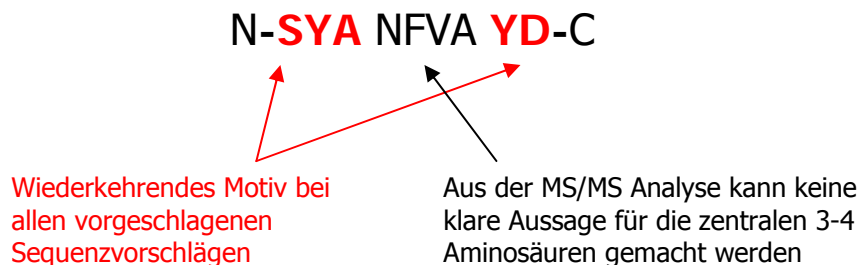 N-SYA NFVA YD-C
Wiederkehrendes Motiv bei
allen vorgeschlagenen
Sequenzvorschlägen
Aus der MS/MS Analyse kann keine
klare Aussage für die zentralen 3-4
Aminosäuren gemacht werden